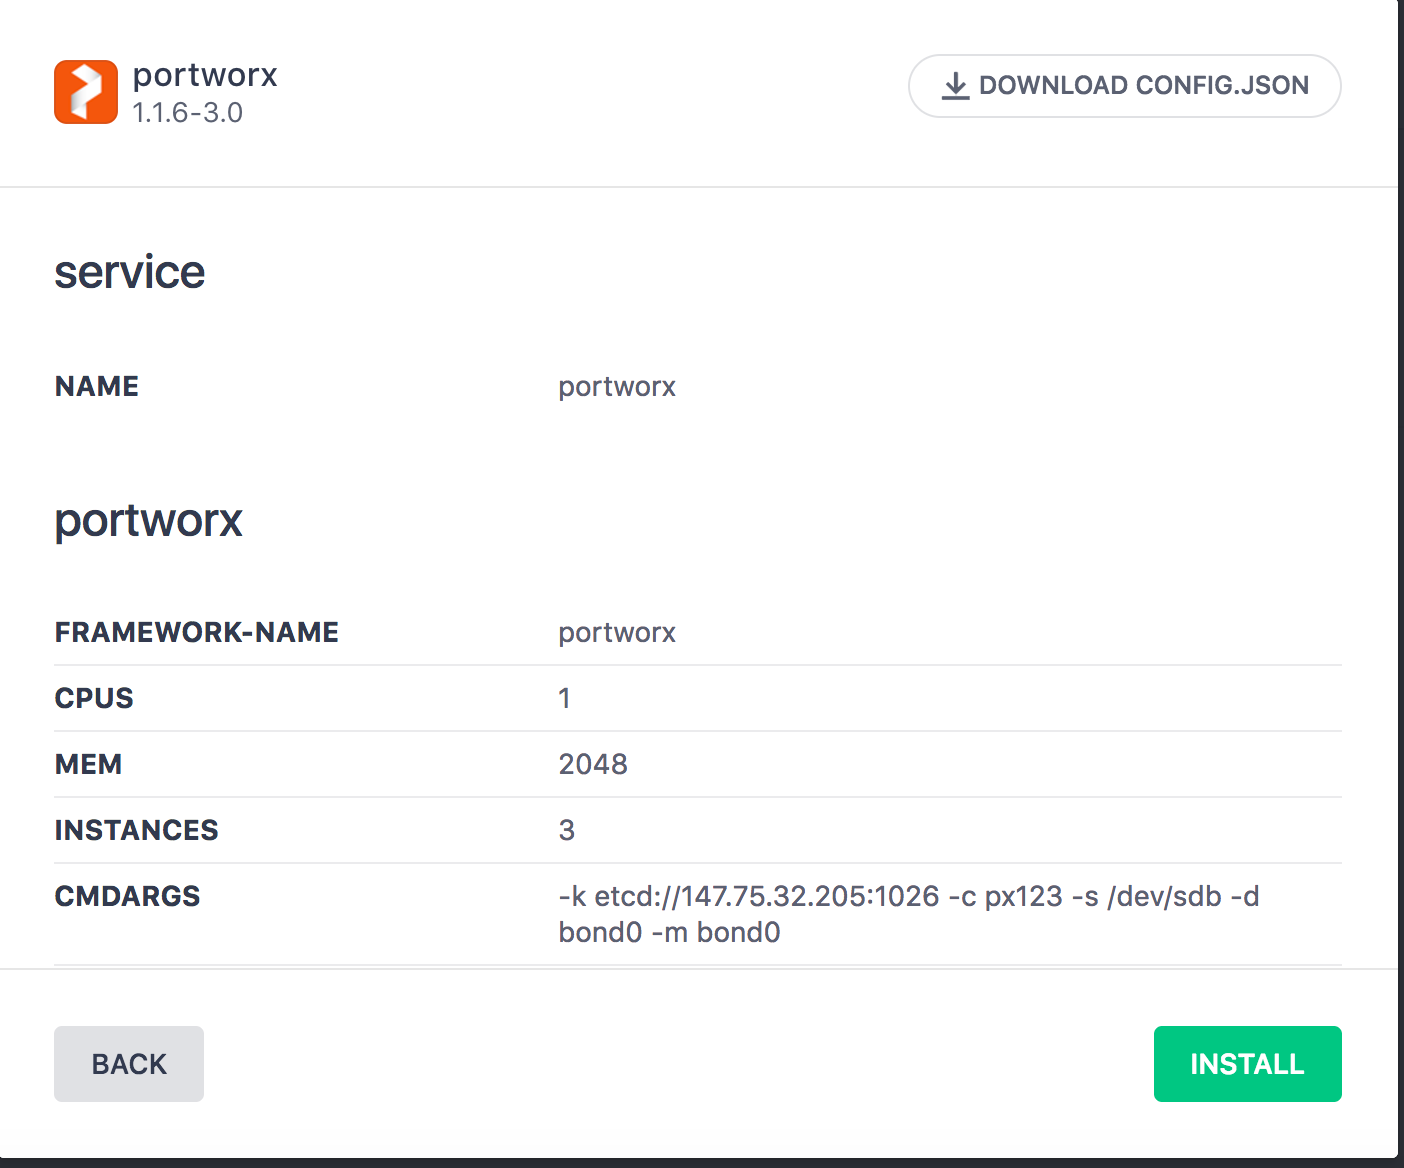 portworx
1.1.6-3.0
DOWNLOAD CONFIG.JSON
service
NAME portworx
portworx
FRAMEWORK-NAME portworx
CPUS 1
MEM 2048
INSTANCES 3
CMDARGS -k etcd://147.75.32.205:1026 -c px123 -s /dev/sdb -d
bond0 -m bond0
BACK INSTALL